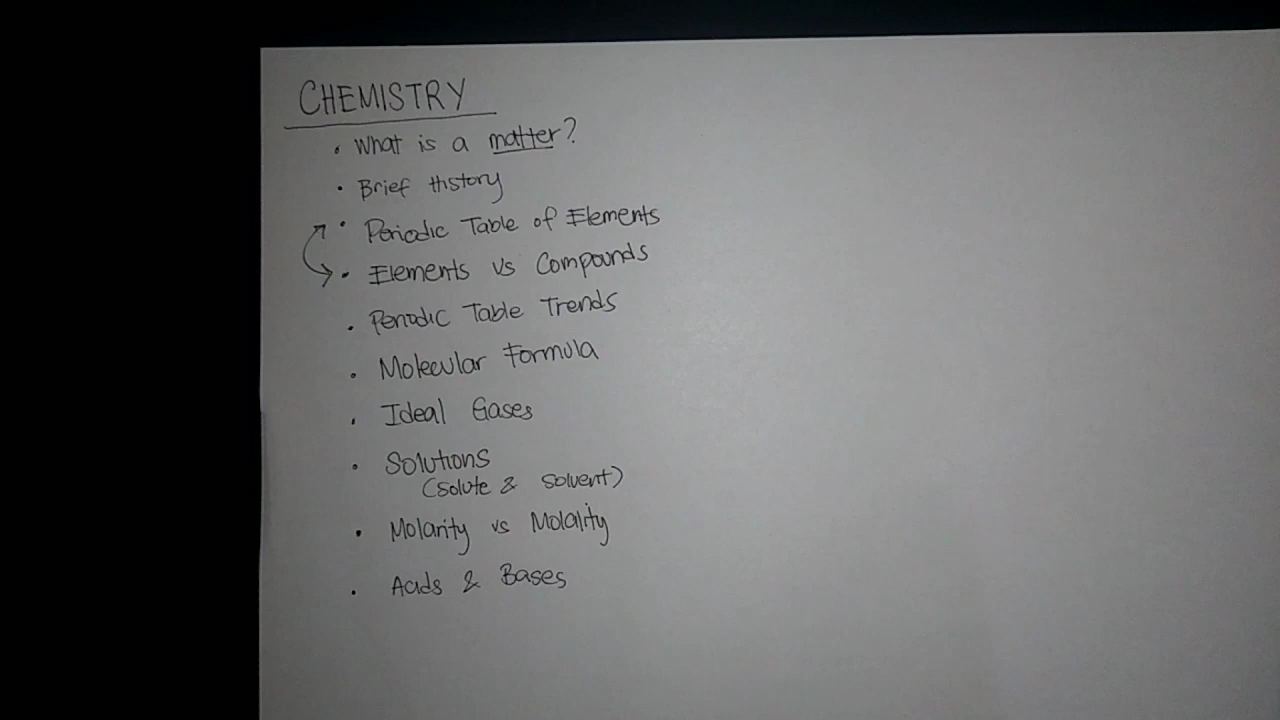 CHEMISTRY
• What is a matter?
• Brief History
• Periodic Table of Elements
• Elements vs Compounds
• Periodic Table Trends
• Molecular Formula
• Ideal Gases
• Solutions
(solute & solvent)
• Molarity vs Molality
• Acids & Bases